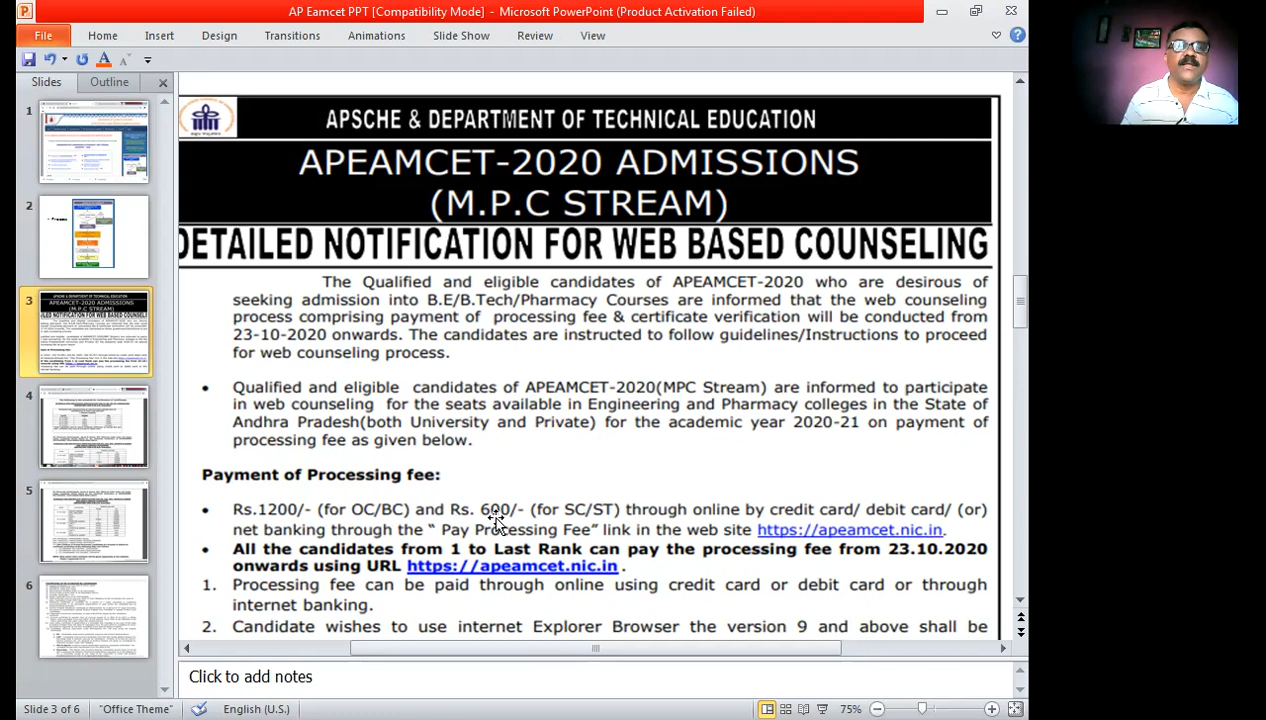 AP Eamcet PPT [Compatibility Mode] - Microsoft PowerPoint (Product Activation Failed)
File Home Insert Design Transitions Animations Slide Show Review View
Slides Outline
1
2
3
4
5
6
APSCHE & DEPARTMENT OF TECHNICAL EDUCATION
APEAMCET-2020 ADMISSIONS
(M.P.C STREAM)
DETAILED NOTIFICATION FOR WEB BASED COUNSELING
The Qualified and eligible candidates of APEAMCET-2020 who are desirous of
seeking admission into B.E/B.Tech/Pharmacy Courses are informed that the web counseling
process comprising payment of processing fee & certificate verification will be conducted from
23-10-2020 onwards. The candidates are instructed to follow guidelines/Instructions to proceed
for web counseling process.
• Qualified and eligible candidates of APEAMCET-2020(MPC Stream) are informed to participate
in web counseling for the seats available in Engineering and Pharmacy colleges in the State of
Andhra Pradesh(both University and Private) for the academic year 2020-21 on payment of
processing fee as given below.
Payment of Processing fee:
• Rs.1200/- (for OC/BC) and Rs. 600/- (for SC/ST) through online by credit card/ debit card/ (or)
net banking through the “ Pay Processing Fee” link in the web site https://apeamcet.nic.in.
• All the candidates from 1 to Last Rank can pay the processing fee from 23.10.2020
onwards using URL https://apeamcet.nic.in .
1. Processing fee can be paid through online using credit card or debit card or through
internet banking.
2. Candidate wishes to use internet Explorer Browser the version 9 and above shall be
Click to add notes
Slide 3 of 6 "Office Theme" English (U.S.) 75%